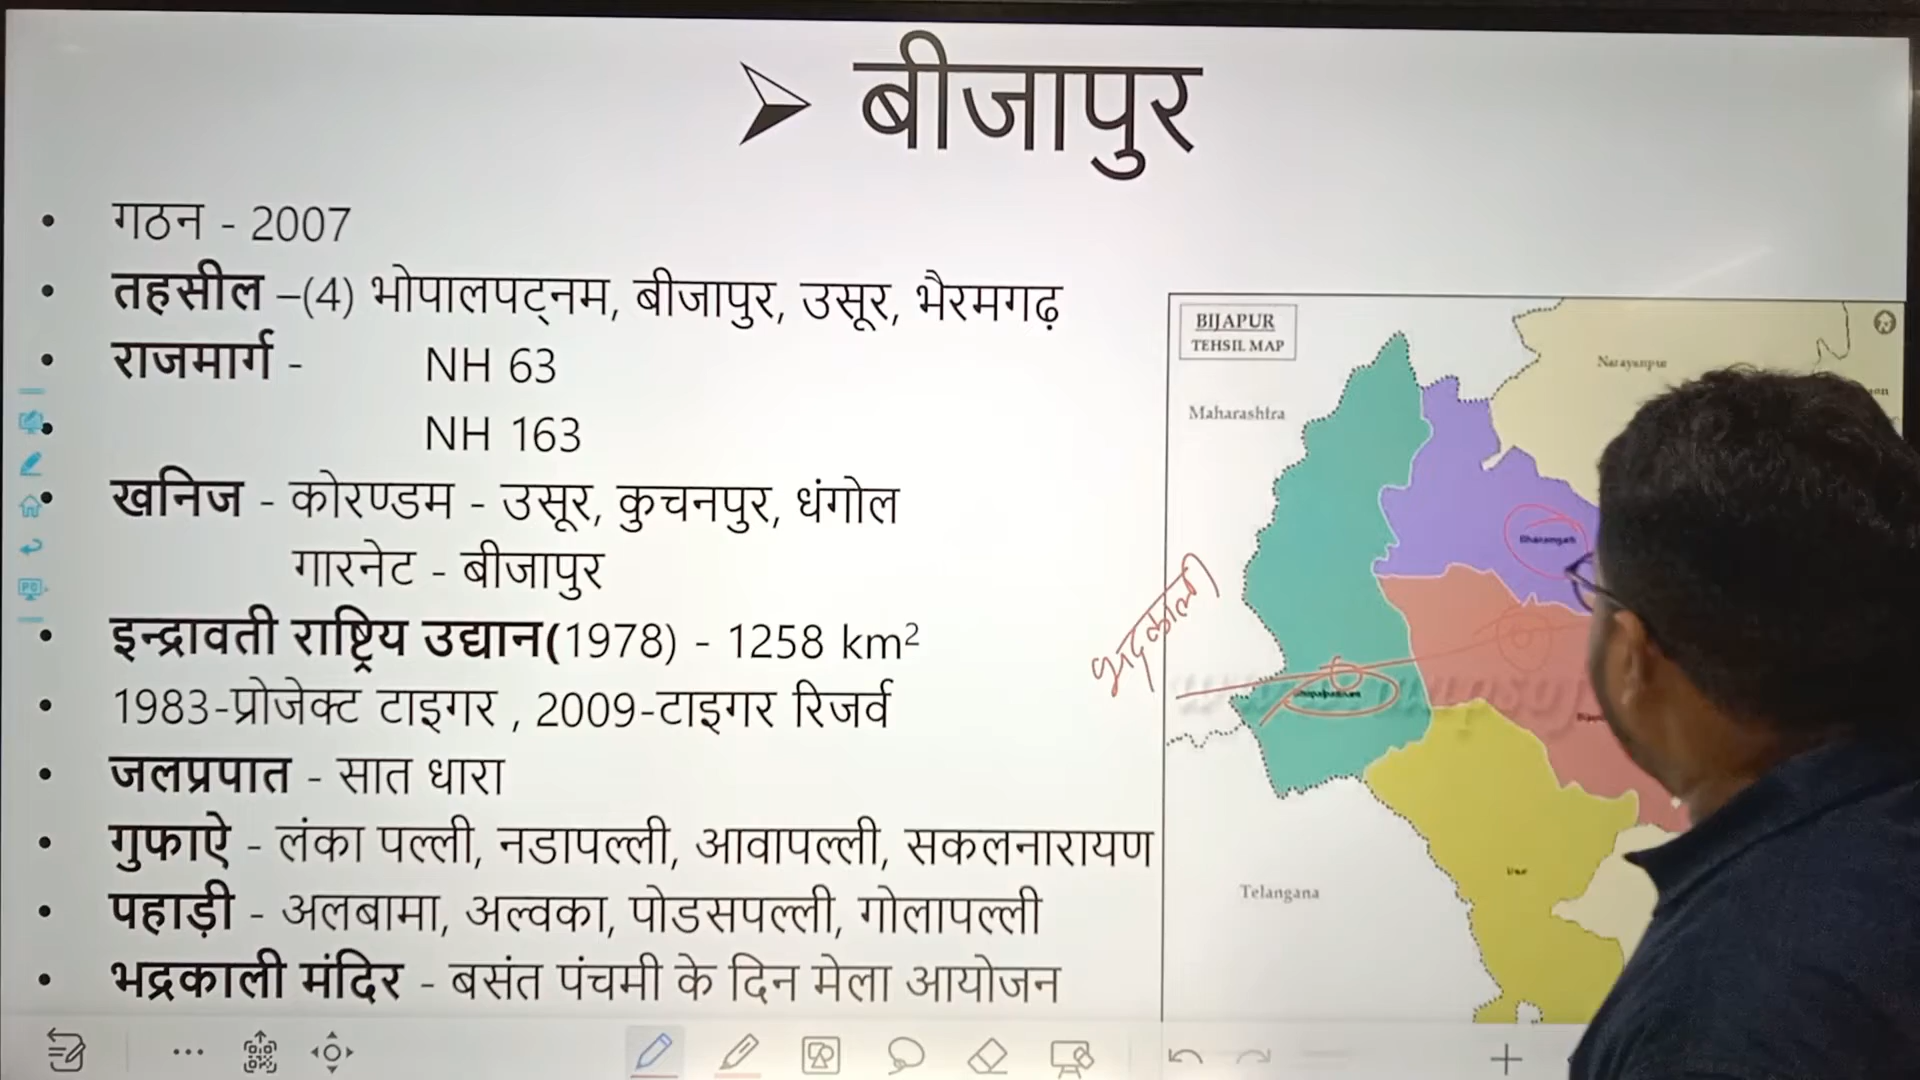 बीजापुर
गठन - 2007
तहसील –(4) भोपालपट्नम, बीजापुर, उसूर, भैरमगढ़
राजमार्ग - NH 63
NH 163
खनिज - कोरण्डम - उसूर, कुचनपुर, धंगोल
गारनेट - बीजापुर
इन्द्रावती राष्ट्रिय उद्यान(1978) - 1258 km²
1983-प्रोजेक्ट टाइगर , 2009-टाइगर रिजर्व
जलप्रपात - सात धारा
गुफाऐ - लंका पल्ली, नडापल्ली, आवापल्ली, सकलनारायण
पहाड़ी - अलबामा, अल्वका, पोडसपल्ली, गोलापल्ली
भद्रकाली मंदिर - बसंत पंचमी के दिन मेला आयोजन
BIJAPUR
TEHSIL MAP
Narayanpur
Maharashtra
भद्रकाली
Telangana